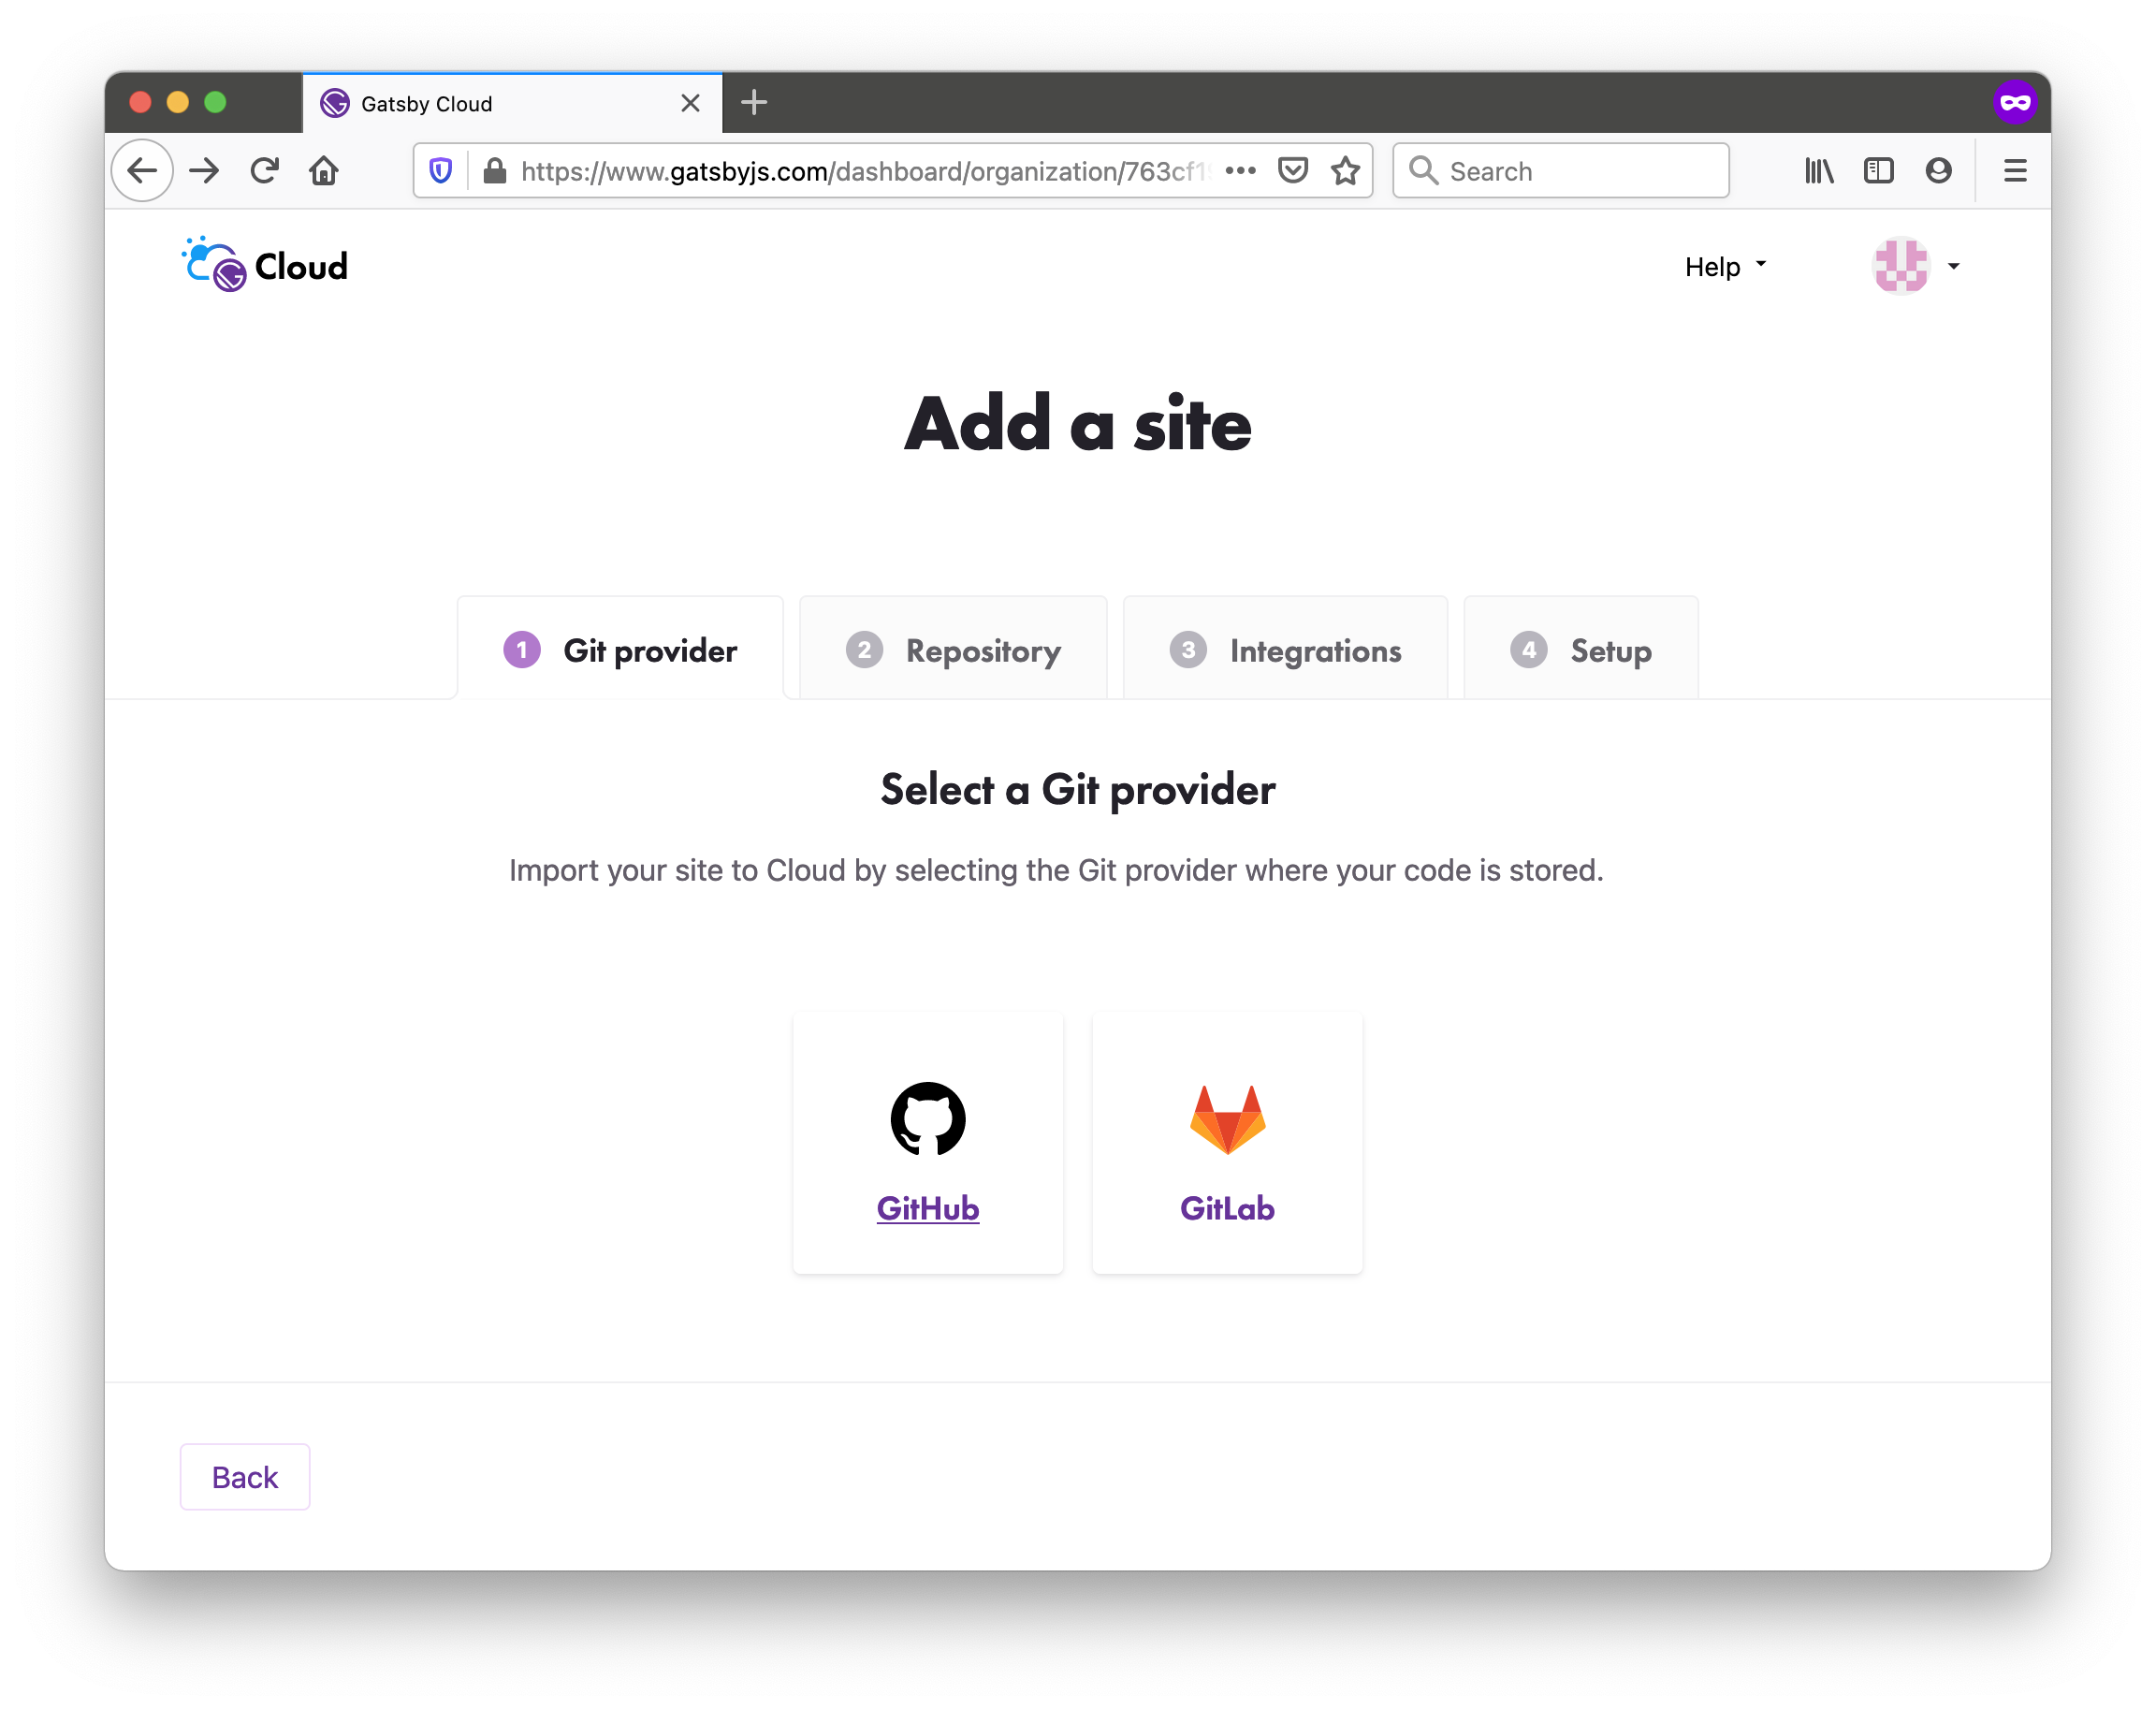 Gatsby Cloud
https://www.gatsbyjs.com/dashboard/organization/763cf19
Search
Cloud
Help
Add a site
1 Git provider
2 Repository
3 Integrations
4 Setup
Select a Git provider
Import your site to Cloud by selecting the Git provider where your code is stored.
GitHub
GitLab
Back